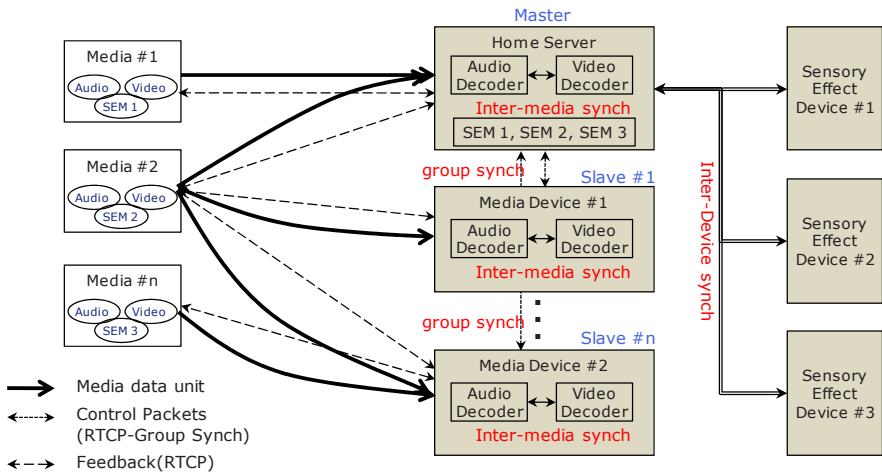 Media #1
Audio
Video
SEM 1
Media #2
Audio
Video
SEM 2
Media #n
Audio
Video
SEM 3
Media data unit
Control Packets
(RTCP-Group Synch)
Feedback(RTCP)
Master
Home Server
Audio
Decoder
Video
Decoder
Inter-media synch
SEM 1, SEM 2, SEM 3
group synch
Slave #1
Media Device #1
Audio
Decoder
Video
Decoder
Inter-media synch
group synch
Slave #n
Media Device #2
Audio
Decoder
Video
Decoder
Inter-media synch
Inter-Device synch
Sensory
Effect
Device #1
Sensory
Effect
Device #2
Sensory
Effect
Device #3